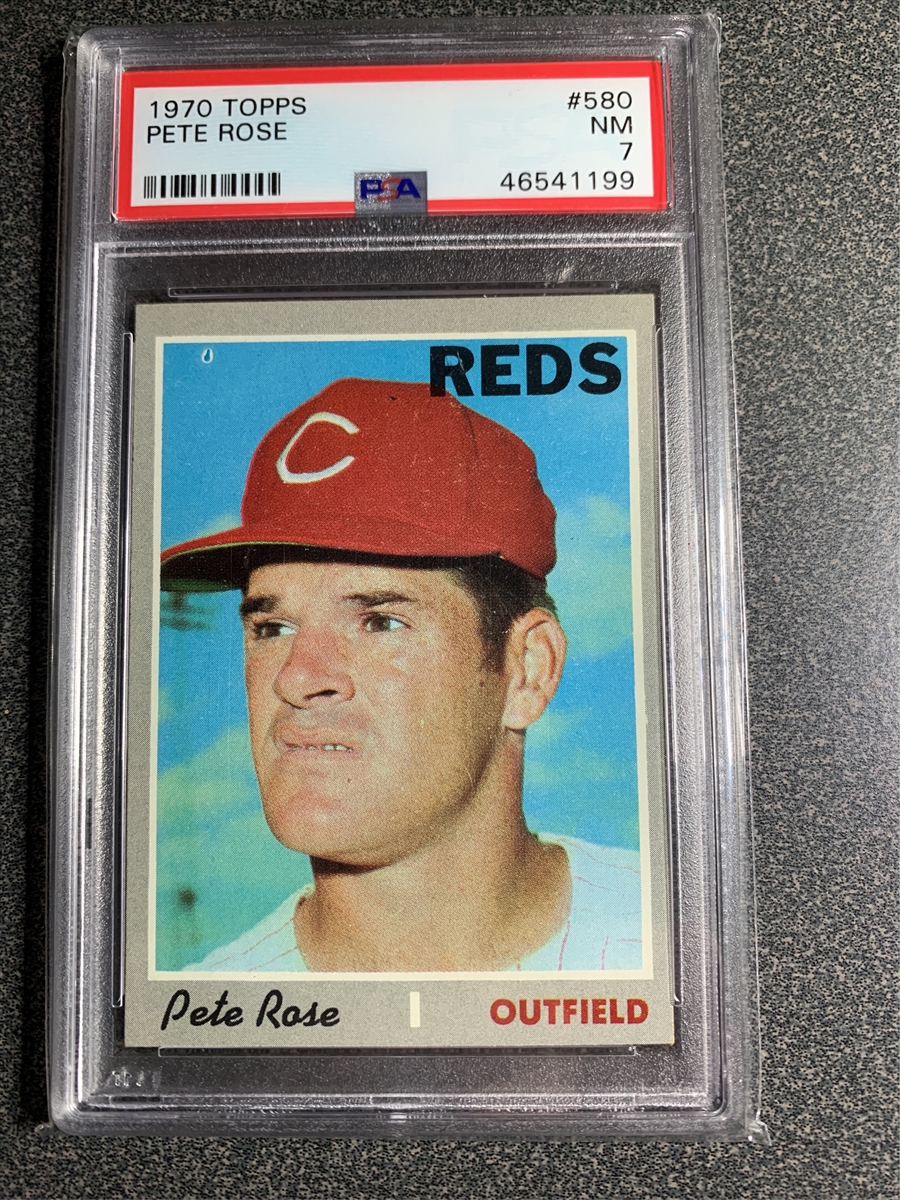 1970 TOPPS #580
PETE ROSE NM
7
PSA 46541199
C
REDS
Pete Rose OUTFIELD